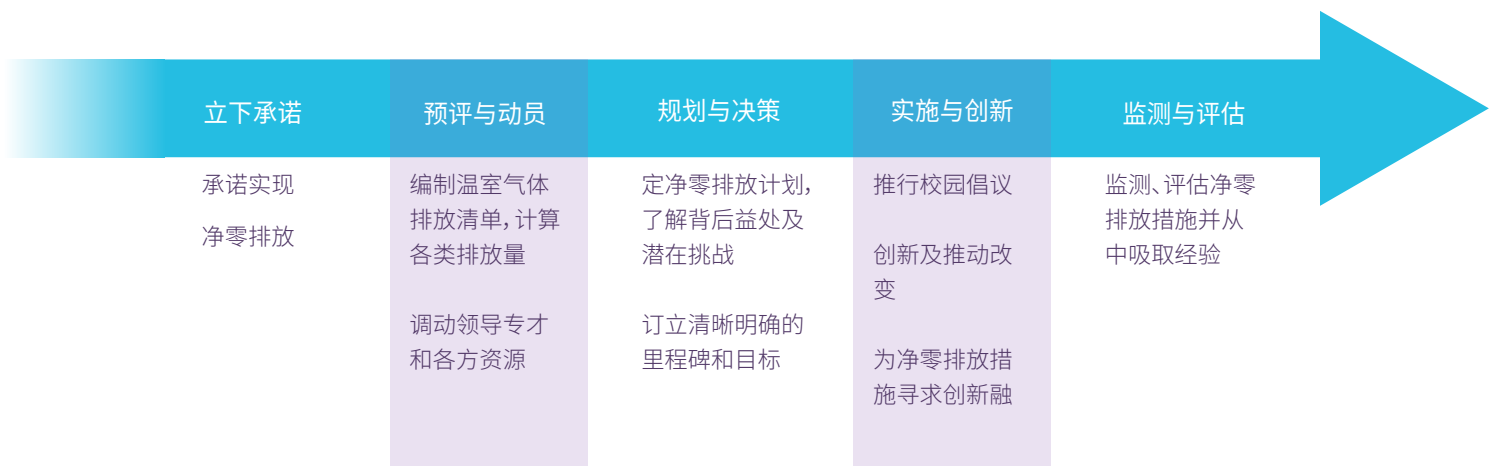 立下承诺
承诺实现
净零排放
预评与动员
编制温室气体
排放清单，计算
各类排放量
调动领导专才
和各方资源
规划与决策
定净零排放计划，
了解背后益处及
潜在挑战
订立清晰明确的
里程碑和目标
实施与创新
推行校园倡议
创新及推动改
变
为净零排放措
施寻求创新融
监测与评估
监测、评估净零
排放措施并从
中吸取经验